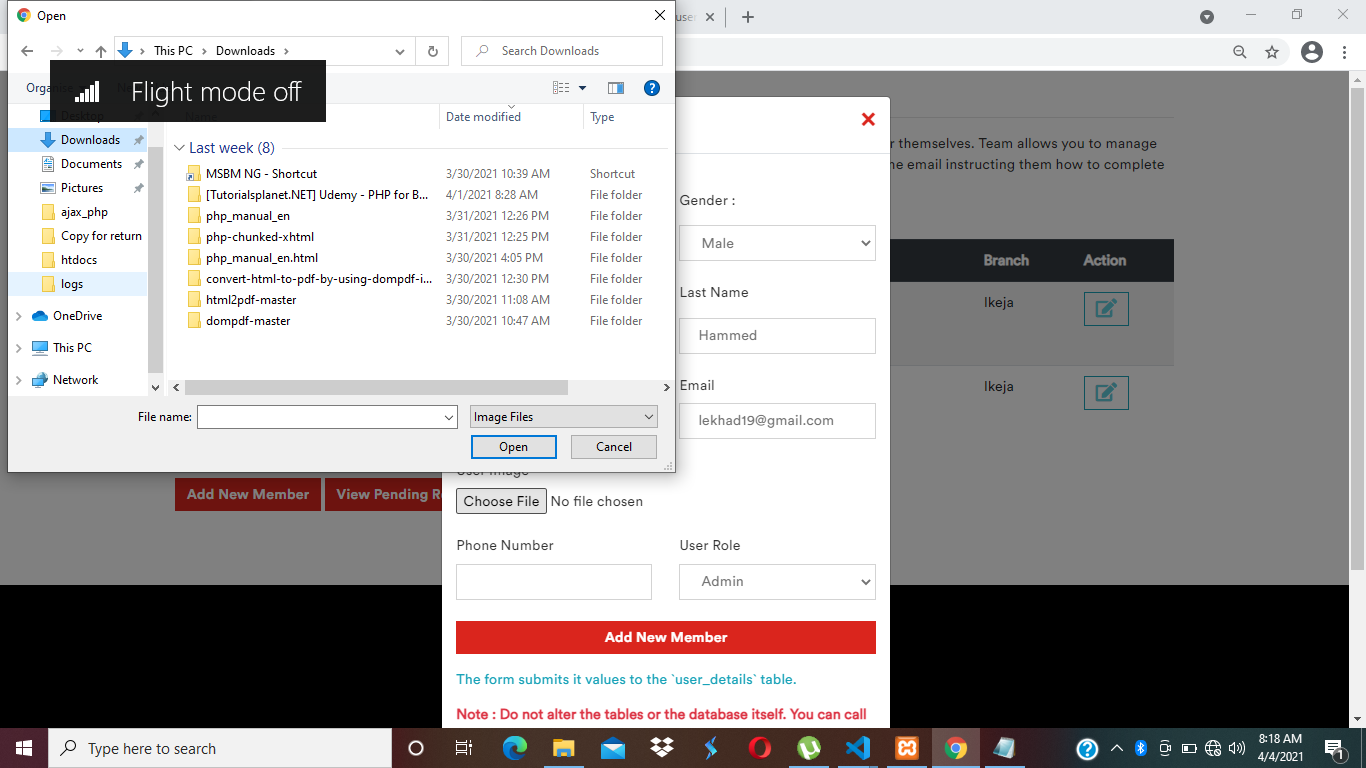 Open
user
This PC
Downloads
Search Downloads
Flight mode off
Desktop
Date modified
Type
Downloads
Documents
Pictures
ajax_php
Copy for return
htdocs
logs
OneDrive
This PC
Network
Last week (8)
MSBM NG - Shortcut 3/30/2021 10:39 AM Shortcut
[Tutorialsplanet.NET] Udemy - PHP for B... 4/1/2021 8:28 AM File folder
php_manual_en 3/31/2021 12:26 PM File folder
php-chunked-xhtml 3/31/2021 12:25 PM File folder
php_manual_en.html 3/30/2021 4:05 PM File folder
convert-html-to-pdf-by-using-dompdf-i... 3/30/2021 12:30 PM File folder
html2pdf-master 3/30/2021 11:08 AM File folder
dompdf-master 3/30/2021 10:47 AM File folder
File name:
Image Files
Open
Cancel
r themselves. Team allows you to manage
ne email instructing them how to complete
Gender :
Male
Last Name
Hammed
Email
lekhad19@gmail.com
Branch Action
Ikeja
Ikeja
User Image
Choose File No file chosen
Add New Member
View Pending Re
Phone Number
User Role
Admin
Add New Member
The form submits it values to the `user_details` table.
Note : Do not alter the tables or the database itself. You can call
Type here to search
8:18 AM
4/4/2021
1